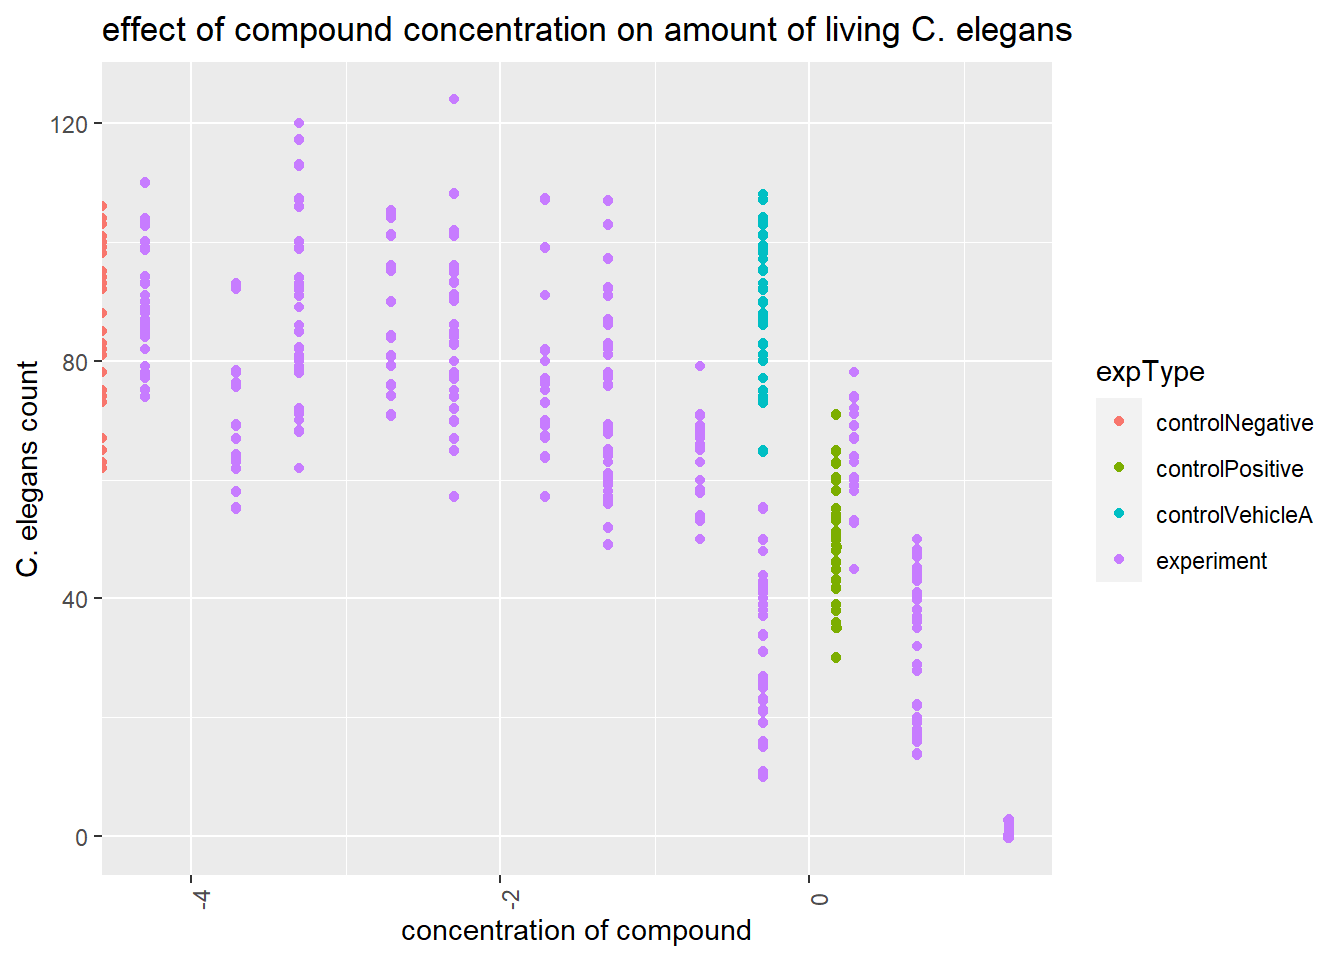 effect of compound concentration on amount of living C. elegans
120
80
40
0
C. elegans count
-4
-2
0
concentration of compound
expType
controlNegative
controlPositive
controlVehicleA
experiment